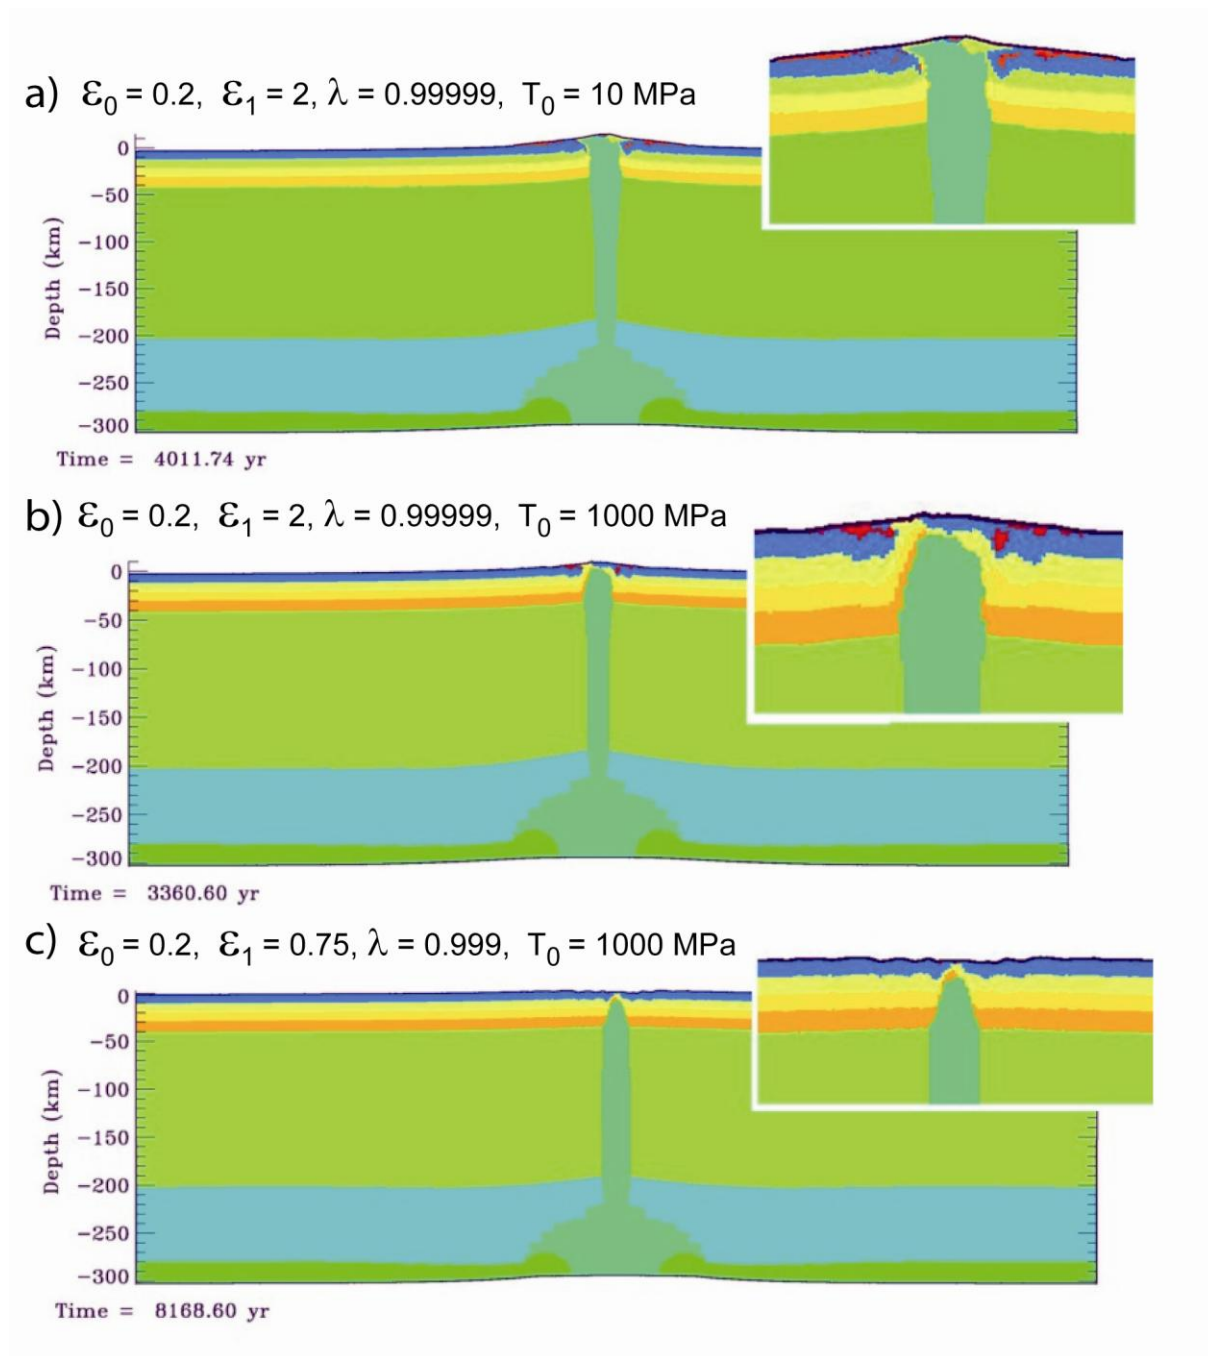 a) ε0 = 0.2, ε1 = 2, λ = 0.99999, T0 = 10 MPa
0
−50
−100
−150
−200
−250
−300
Depth (km)
Time = 4011.74 yr
b) ε0 = 0.2, ε1 = 2, λ = 0.99999, T0 = 1000 MPa
0
−50
−100
−150
−200
−250
−300
Depth (km)
Time = 3360.60 yr
c) ε0 = 0.2, ε1 = 0.75, λ = 0.999, T0 = 1000 MPa
0
−50
−100
−150
−200
−250
−300
Depth (km)
Time = 8168.60 yr